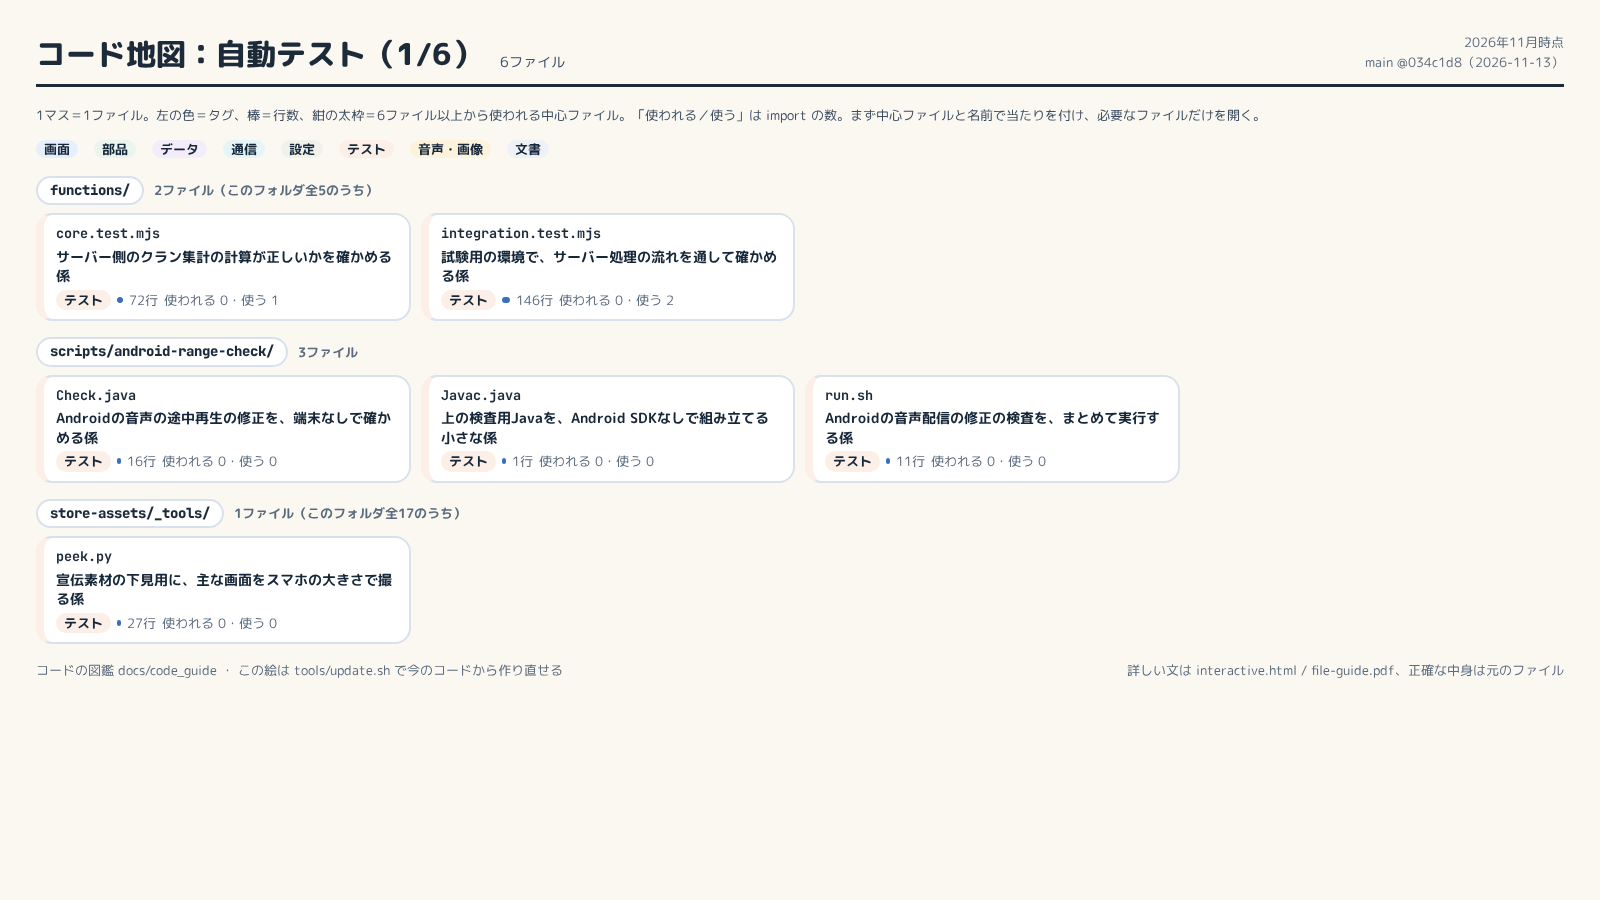 コード地図：自動テスト（1/6） 6ファイル
2026年11月時点
main @034c1d8（2026-11-13）
1マス＝1ファイル。左の色＝タグ、棒＝行数、紺の太枠＝6ファイル以上から使われる中心ファイル。「使われる／使う」は import の数。まず中心ファイルと名前で当たりを付け、必要なファイルだけを開く。
画面 部品 データ 通信 設定 テスト 音声・画像 文書
functions/ 2ファイル（このフォルダ全5のうち）
core.test.mjs
サーバー側のクラン集計の計算が正しいかを確かめる
係
テスト 72行 使われる 0 · 使う 1
integration.test.mjs
試験用の環境で、サーバー処理の流れを通して確かめ
る係
テスト 146行 使われる 0 · 使う 2
scripts/android-range-check/ 3ファイル
Check.java
Androidの音声の途中再生の修正を、端末なしで確か
める係
テスト 16行 使われる 0 · 使う 0
Javac.java
上の検査用Javaを、Android SDKなしで組み立てる
小さな係
テスト 1行 使われる 0 · 使う 0
run.sh
Androidの音声配信の修正の検査を、まとめて実行す
る係
テスト 11行 使われる 0 · 使う 0
store-assets/_tools/ 1ファイル（このフォルダ全17のうち）
peek.py
宣伝素材の下見用に、主な画面をスマホの大きさで撮
る係
テスト 27行 使われる 0 · 使う 0
コードの図鑑 docs/code_guide · この絵は tools/update.sh で今のコードから作り直せる
詳しい文は interactive.html / file-guide.pdf、正確な中身は元のファイル